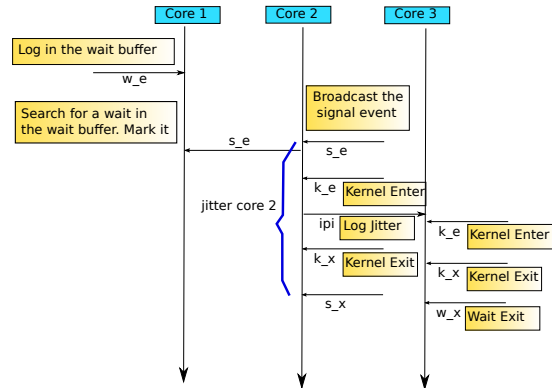 Core 1
Core 2
Core 3
Log in the wait buffer
w_e
Broadcast the
signal event
Search for a wait in
the wait buffer. Mark it
s_e
s_e
k_e
Kernel Enter
jitter core 2
ipi
Log Jitter
k_e
Kernel Enter
k_x
Kernel Exit
k_x
Kernel Exit
s_x
w_x
Wait Exit